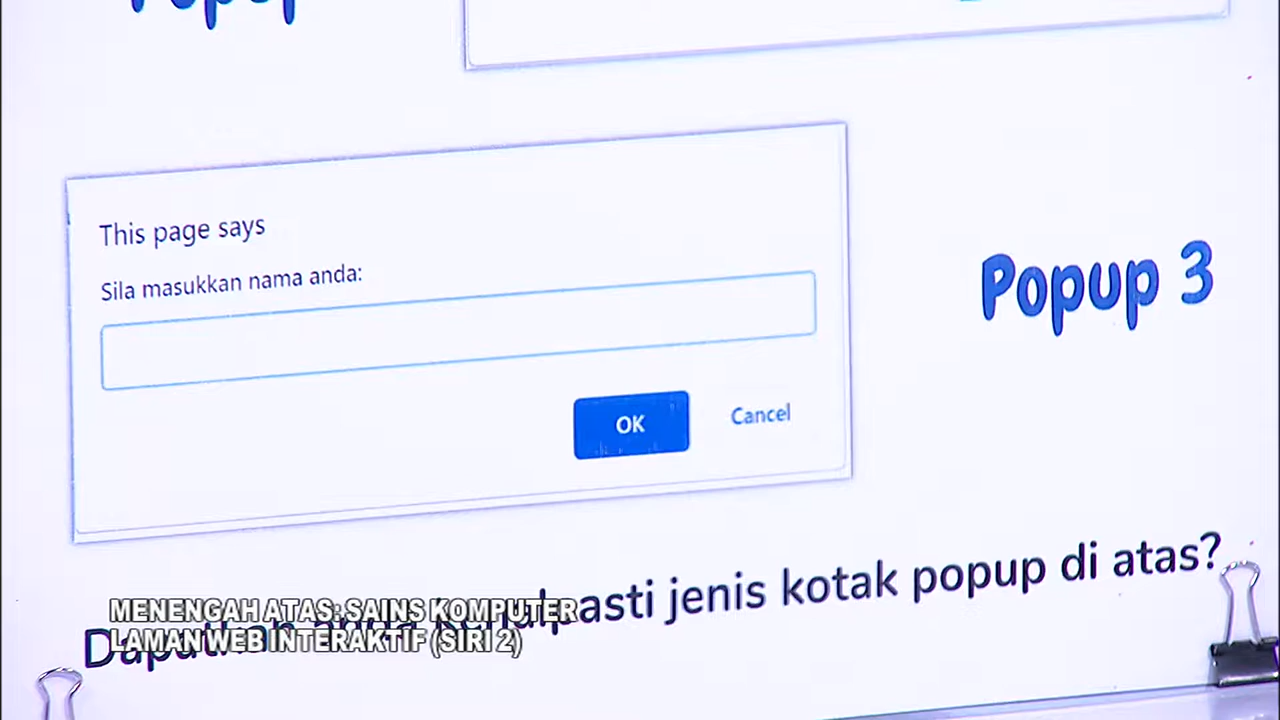 Popup
This page says
Sila masukkan nama anda:
OK
Cancel
Popup 3
jenis kotak popup di atas?
MENENGAH ATAS: SAINS KOMPUTER
LAMAN WEB INTERAKTIF (SIRI 2)